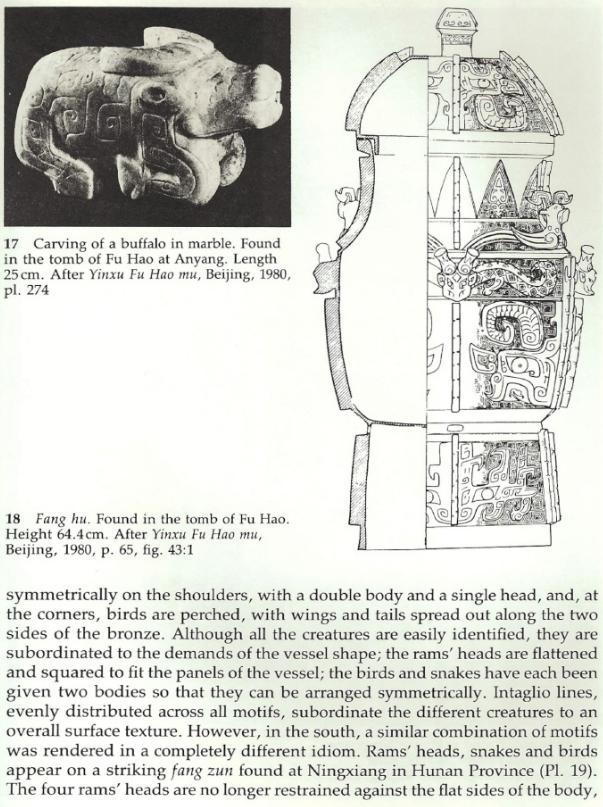 17 Carving of a buffalo in marble. Found
in the tomb of Fu Hao at Anyang. Length
25cm. After Yinxu Fu Hao mu, Beijing, 1980,
pl. 274
18 Fang hu. Found in the tomb of Fu Hao.
Height 64.4cm. After Yinxu Fu Hao mu,
Beijing, 1980, p. 65, fig. 43:1
symmetrically on the shoulders, with a double body and a single head, and, at
the corners, birds are perched, with wings and tails spread out along the two
sides of the bronze. Although all the creatures are easily identified, they are
subordinated to the demands of the vessel shape; the rams' heads are flattened
and squared to fit the panels of the vessel; the birds and snakes have each been
given two bodies so that they can be arranged symmetrically. Intaglio lines,
evenly distributed across all motifs, subordinate the different creatures to an
overall surface texture. However, in the south, a similar combination of motifs
was rendered in a completely different idiom. Rams' heads, snakes and birds
appear on a striking fang zun found at Ningxiang in Hunan Province (Pl. 19).
The four rams' heads are no longer restrained against the flat sides of the body,